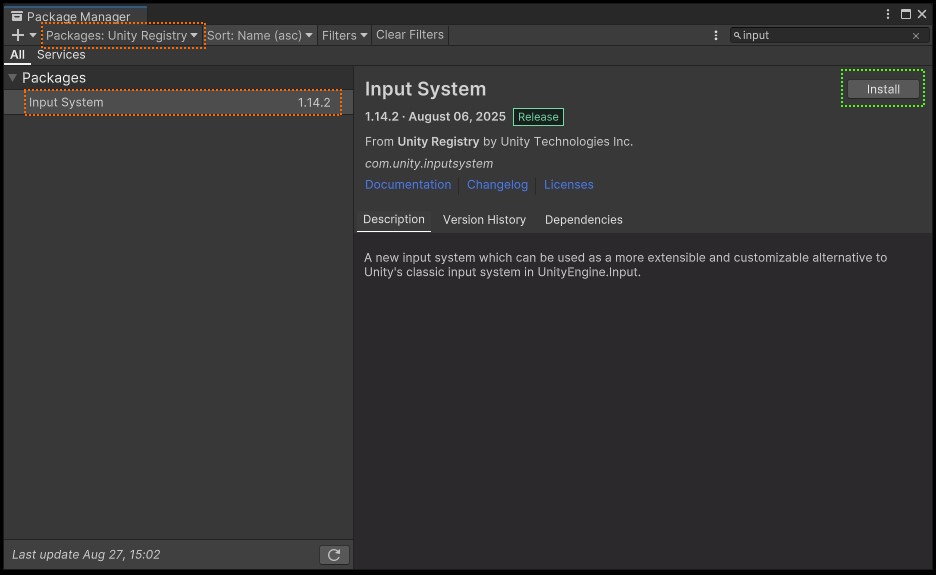 Package Manager
Packages: Unity Registry Sort: Name (asc) Filters Clear Filters input
All Services
Packages
Input System 1.14.2
Input System
Install
1.14.2 · August 06, 2025 Release
From Unity Registry by Unity Technologies Inc.
com.unity.inputsystem
Documentation Changelog Licenses
Description Version History Dependencies
A new input system which can be used as a more extensible and customizable alternative to
Unity's classic input system in UnityEngine.Input.
Last update Aug 27, 15:02